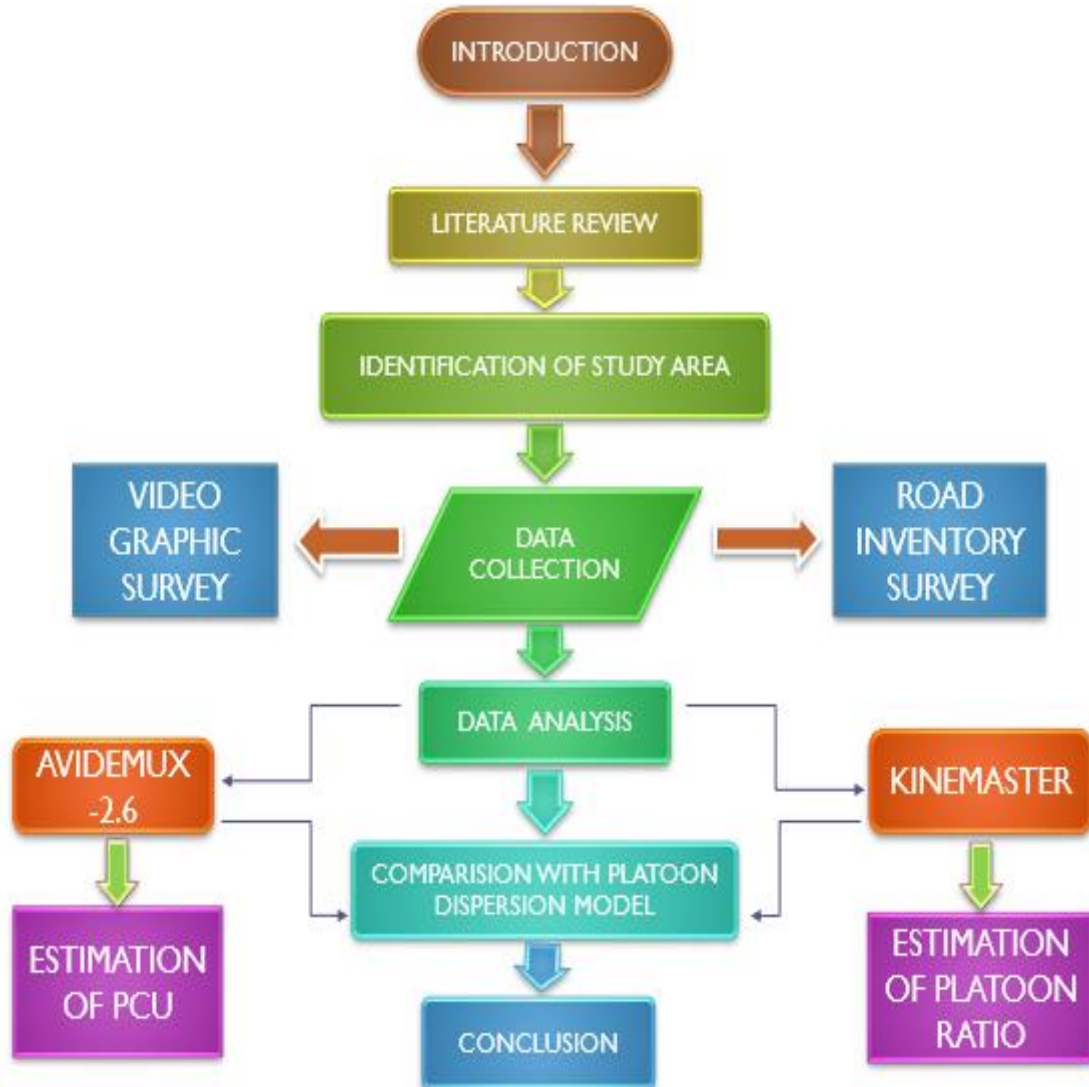 INTRODUCTION
LITERATURE REVIEW
IDENTIFICATION OF STUDY AREA
VIDEO
GRAPHIC
SURVEY
DATA
COLLECTION
ROAD
INVENTORY
SURVEY
DATA ANALYSIS
AVIDEMUX
-2.6
KINEMASTER
COMPARISION WITH PLATOON
DISPERSION MODEL
ESTIMATION
OF PCU
ESTIMATION
OF PLATOON
RATIO
CONCLUSION